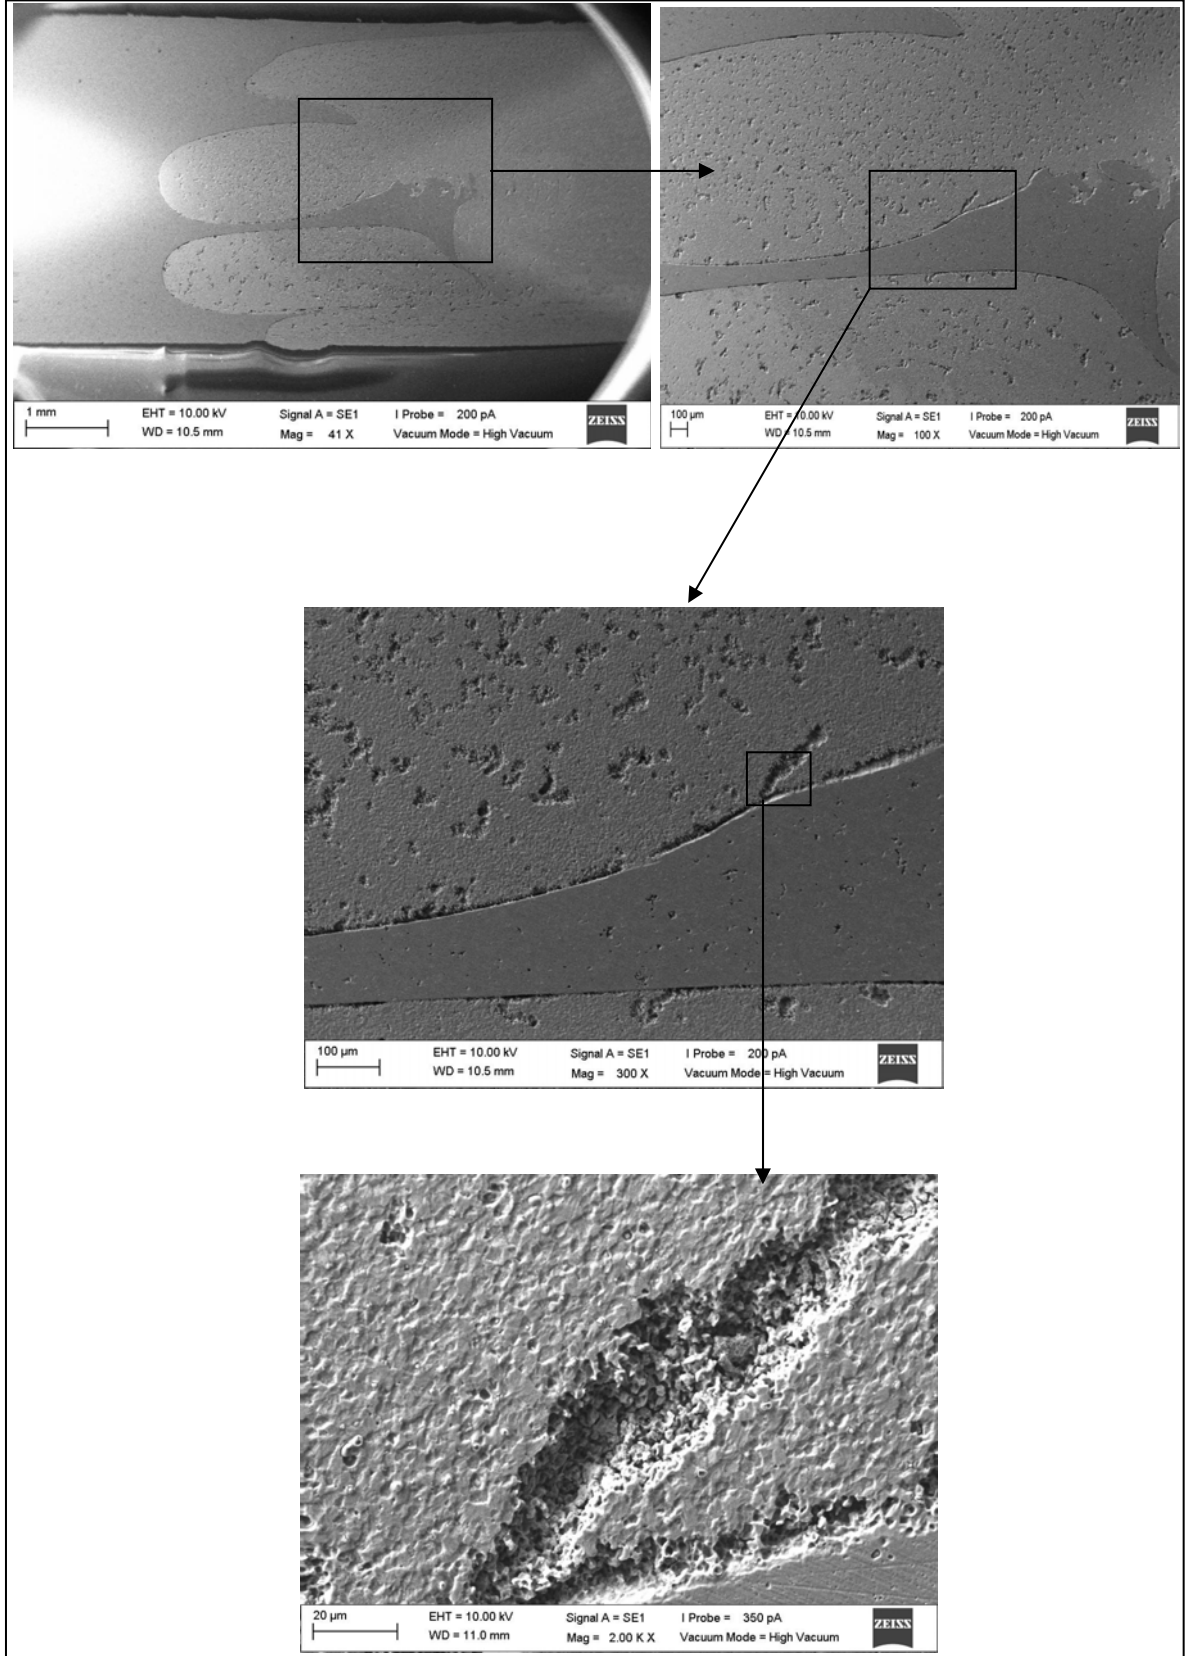 1 mm EHT = 10.00 kV Signal A = SE1 I Probe = 200 pA ZEISS
WD = 10.5 mm Mag = 41 X Vacuum Mode = High Vacuum
100 µm EHT = 10.00 kV Signal A = SE1 I Probe = 200 pA ZEISS
WD = 10.5 mm Mag = 100 X Vacuum Mode = High Vacuum
100 µm EHT = 10.00 kV Signal A = SE1 I Probe = 200 pA ZEISS
WD = 10.5 mm Mag = 300 X Vacuum Mode = High Vacuum
20 µm EHT = 10.00 kV Signal A = SE1 I Probe = 350 pA ZEISS
WD = 11.0 mm Mag = 2.00 K X Vacuum Mode = High Vacuum